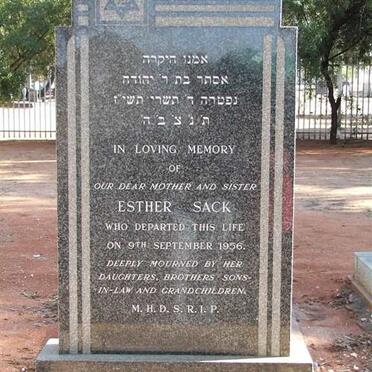 אמנו היקרה
אסתר בת ר יהודה
נפטרה ד תשרי תשי"ז
ת נ צ ב ה
IN LOVING MEMORY
OF
OUR DEAR MOTHER AND SISTER
ESTHER SACK
WHO DEPARTED THIS LIFE
ON 9TH SEPTEMBER 1956.
DEEPLY MOURNED BY HER
DAUGHTERS, BROTHERS SONS-
IN-LAW AND GRANDCHILDREN.
M.H.D.S.R.I.P.